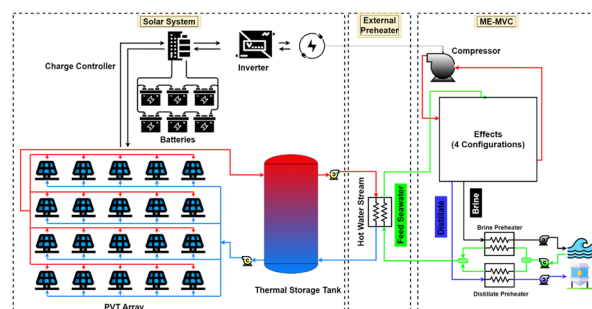 Solar System
External
Preheater
ME-MVC
Charge Controller
Inverter
Compressor
Batteries
Effects
(4 Configurations)
Hot Water Stream
Feed Seawater
Distillate
Brine
Brine Preheater
Distillate Preheater
PVT Array
Thermal Storage Tank